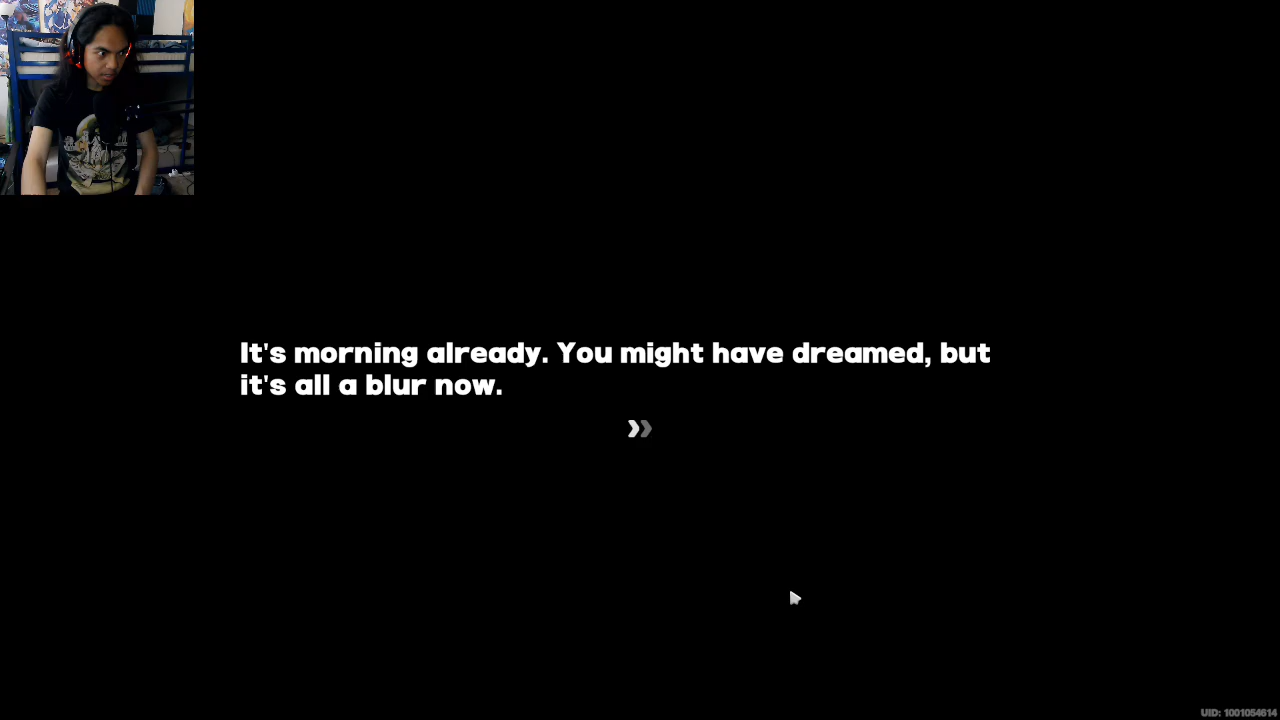 It's morning already. You might have dreamed, but
it's all a blur now.
UID: 1001054614